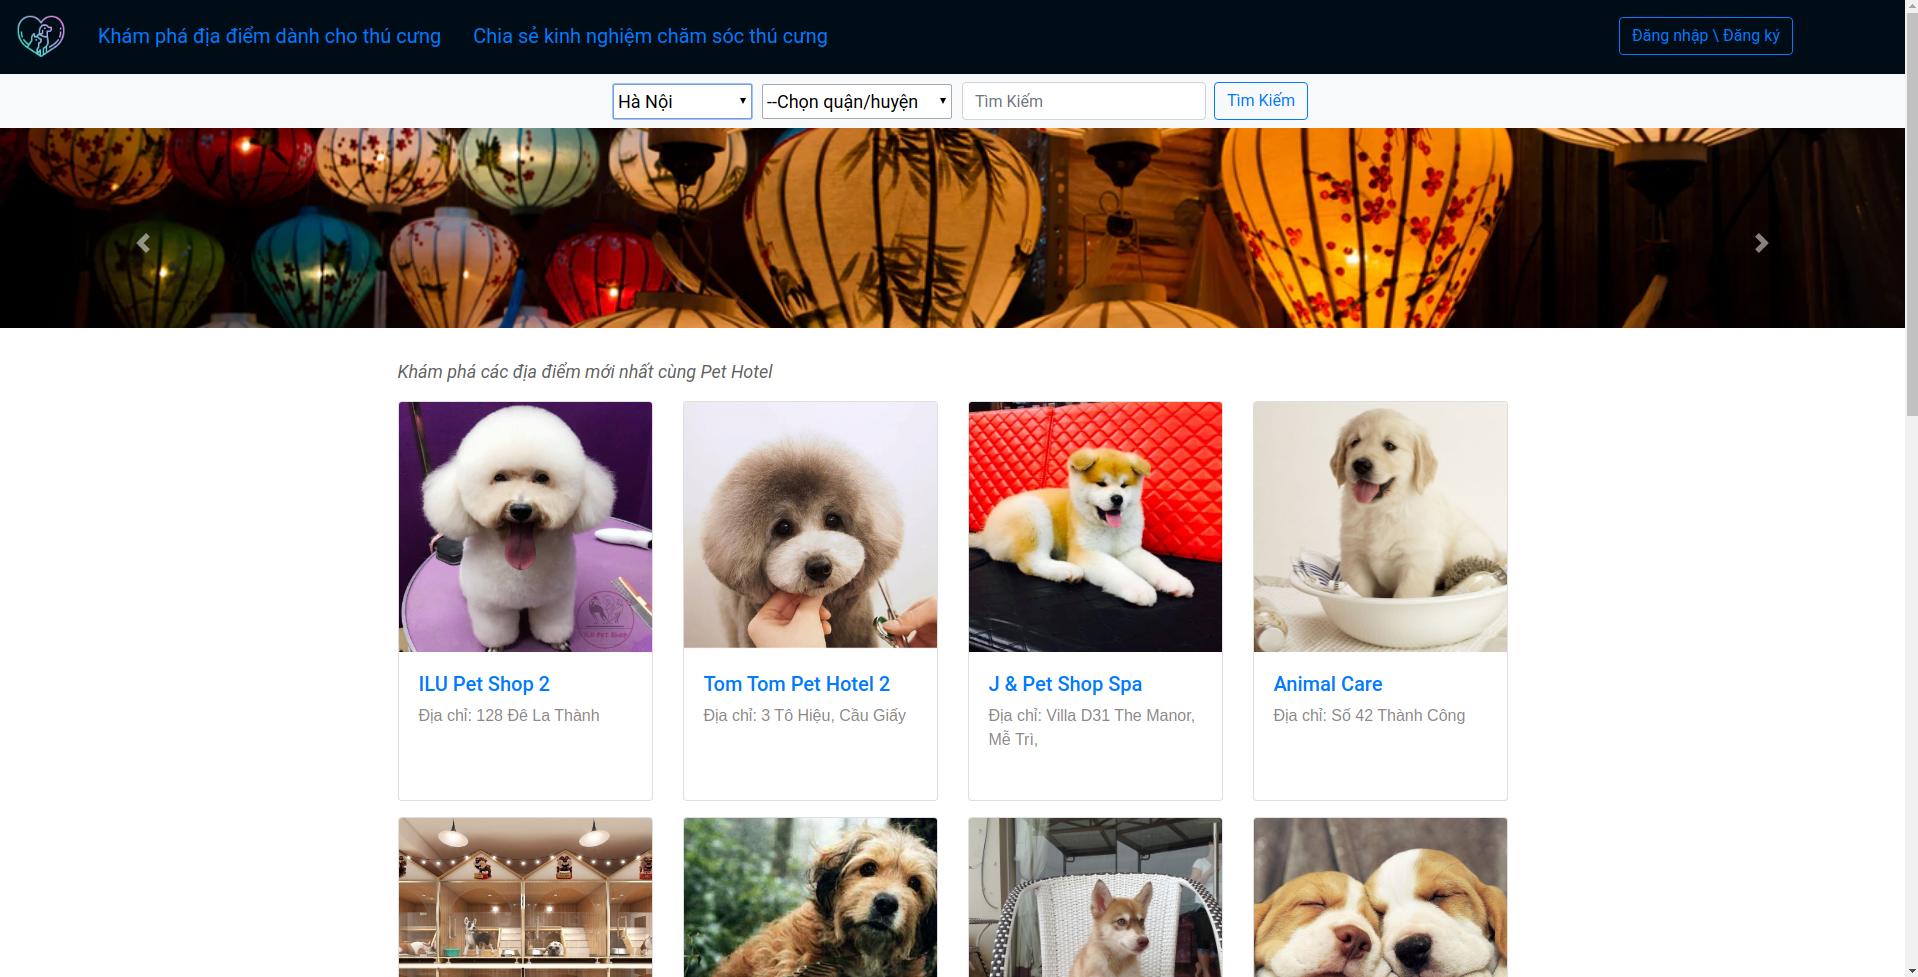 Khám phá địa điểm dành cho thú cưng Chia sẻ kinh nghiệm chăm sóc thú cưng Đăng nhập \ Đăng ký
Hà Nội --Chọn quận/huyện Tìm Kiếm Tìm Kiếm
Khám phá các địa điểm mới nhất cùng Pet Hotel
ILU Pet Shop
ILU Pet Shop 2
Địa chỉ: 128 Đê La Thành
Tom Tom Pet Hotel 2
Địa chỉ: 3 Tô Hiệu, Cầu Giấy
J & Pet Shop Spa
Địa chỉ: Villa D31 The Manor,
Mễ Trì,
Animal Care
Địa chỉ: Số 42 Thành Công